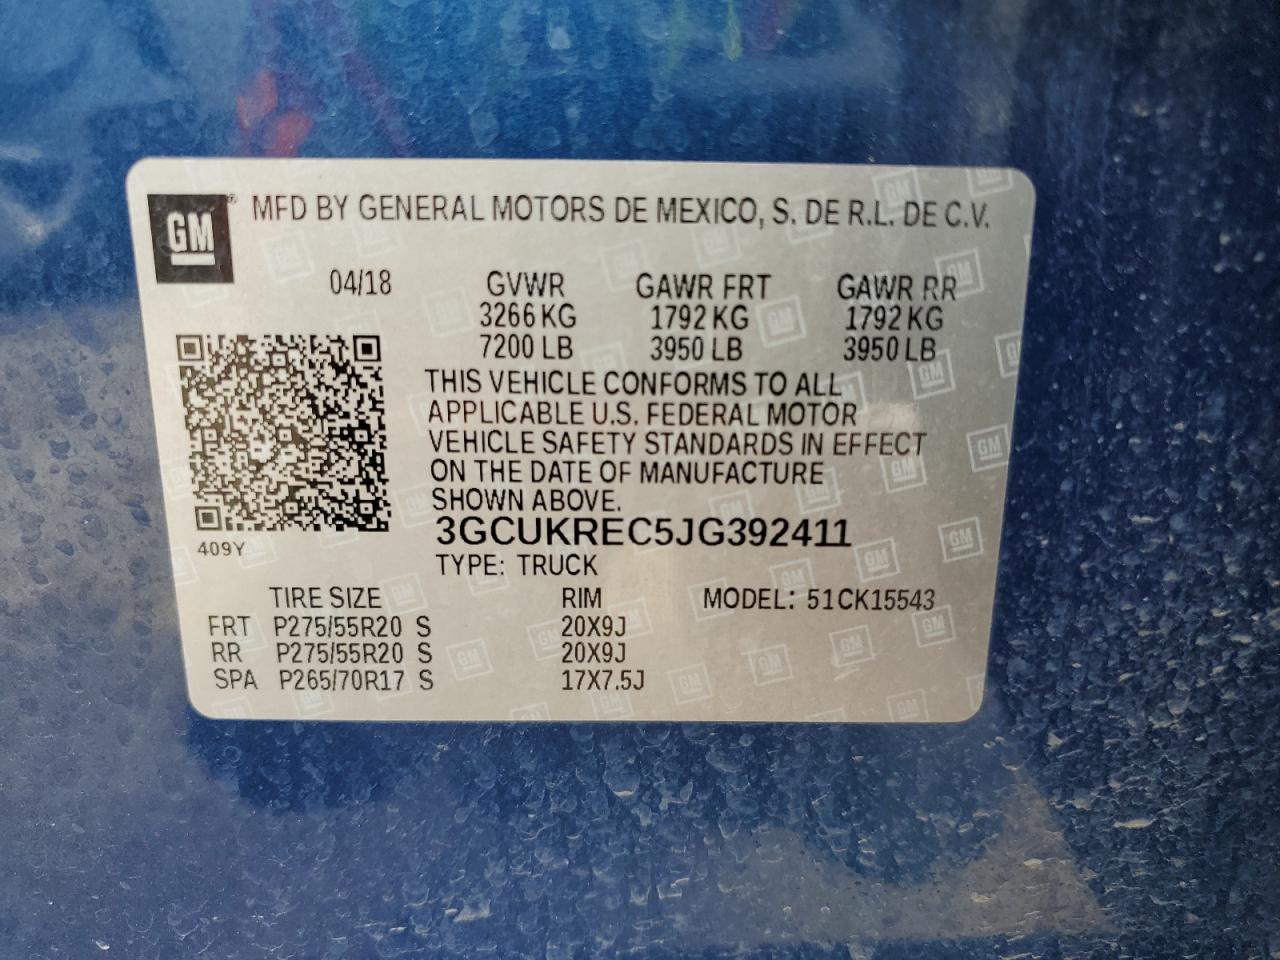 GM® MFD BY GENERAL MOTORS DE MEXICO, S. DE R.L. DE C.V.
04/18 GVWR GAWR FRT GAWR RR
3266 KG 1792 KG 1792 KG
7200 LB 3950 LB 3950 LB
THIS VEHICLE CONFORMS TO ALL
APPLICABLE U.S. FEDERAL MOTOR
VEHICLE SAFETY STANDARDS IN EFFECT
ON THE DATE OF MANUFACTURE
SHOWN ABOVE.
409Y
3GCUKREC5JG392411
TYPE: TRUCK
TIRE SIZE RIM MODEL: 51CK15543
FRT P275/55R20 S 20X9J
RR P275/55R20 S 20X9J
SPA P265/70R17 S 17X7.5J